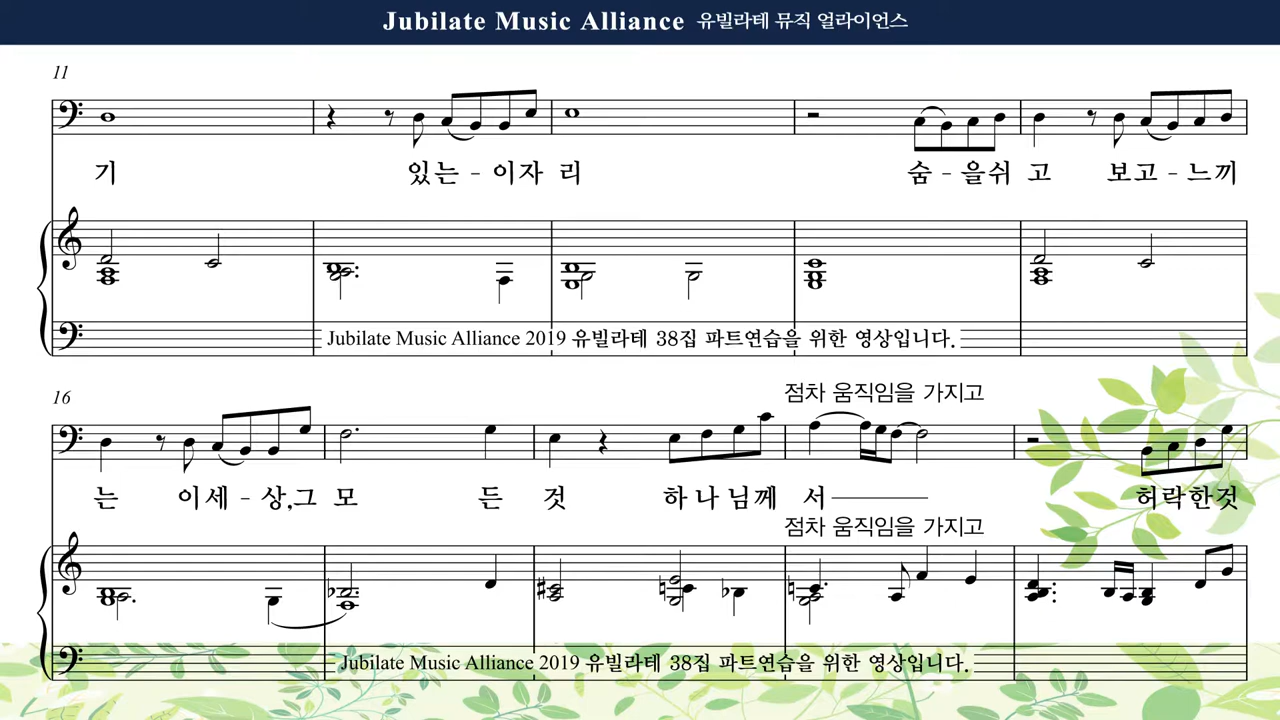 Jubilate Music Alliance 유빌라테 뮤직 얼라이언스
11
기 있는-이자 리 숨-을쉬 고 보고-느끼
Jubilate Music Alliance 2019 유빌라테 38집 파트연습을 위한 영상입니다.
16
점차 움직임을 가지고
는 이세-상,그 모 든 것 하나님께 서 허락한것
점차 움직임을 가지고
Jubilate Music Alliance 2019 유빌라테 38집 파트연습을 위한 영상입니다.